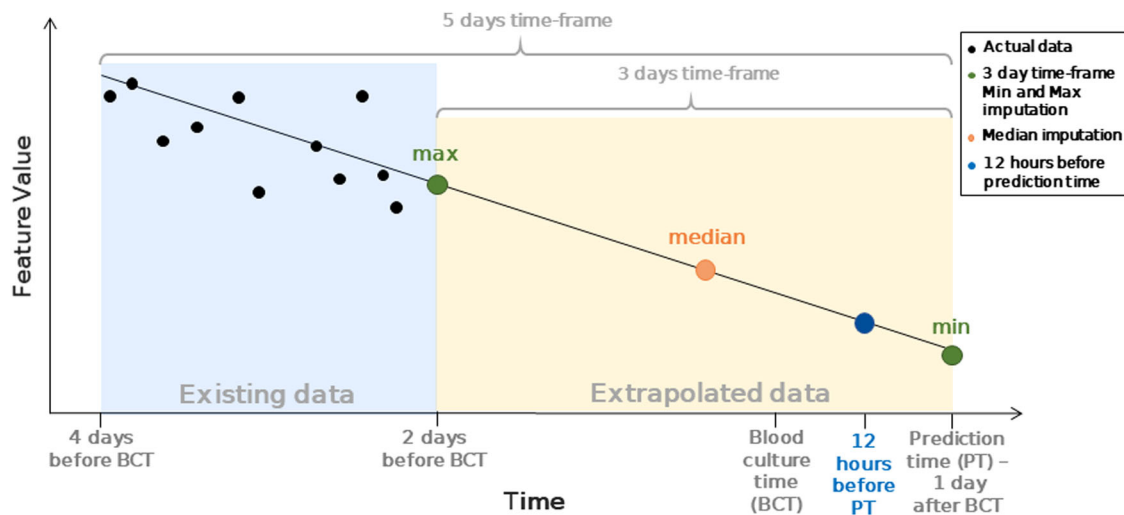 5 days time-frame
3 days time-frame
Actual data
3 day time-frame
Min and Max
imputation
Median imputation
12 hours before
prediction time
max
median
min
Feature Value
Existing data
Extrapolated data
4 days
before BCT
2 days
before BCT
Blood
culture
time
(BCT)
12
hours
before
PT
Prediction
time (PT) –
1 day
after BCT
Time